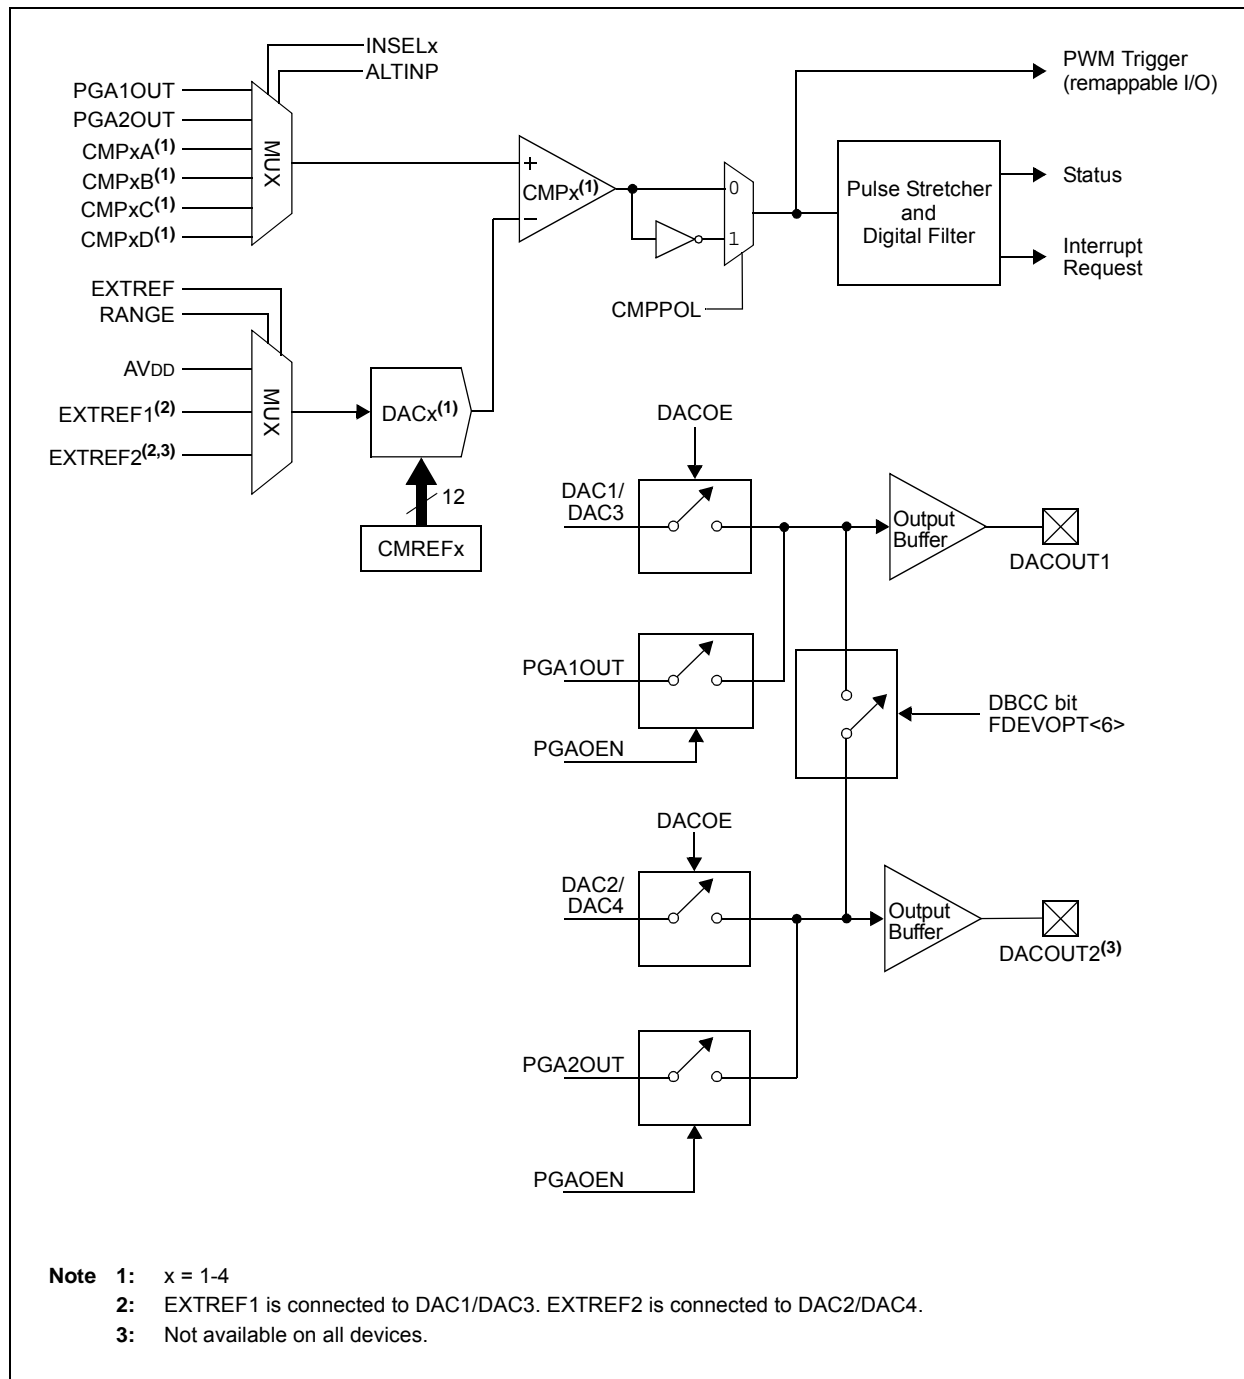 INSELx
ALTINP
PGA1OUT
PGA2OUT
CMPxA(1)
CMPxB(1)
CMPxC(1)
CMPxD(1)
MUX
EXTREF
RANGE
AVDD
EXTREF1(2)
EXTREF2(2,3)
MUX
DACx(1)
12
CMREFx
+
CMPx(1)
–
0
1
CMPPOL
PWM Trigger
(remappable I/O)
Pulse Stretcher
and
Digital Filter
Status
Interrupt
Request
DACOE
DAC1/
DAC3
Output
Buffer
DACOUT1
PGA1OUT
PGAOEN
DBCC bit
FDEVOPT<6>
DACOE
DAC2/
DAC4
Output
Buffer
DACOUT2(3)
PGA2OUT
PGAOEN
Note 1: x = 1-4
2: EXTREF1 is connected to DAC1/DAC3. EXTREF2 is connected to DAC2/DAC4.
3: Not available on all devices.